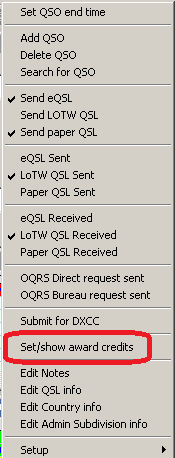 Set QSO end time
Add QSO
Delete QSO
Search for QSO
Send eQSL
Send LOTW QSL
Send paper QSL
eQSL Sent
LoTW QSL Sent
Paper QSL Sent
eQSL Received
LoTW QSL Received
Paper QSL Received
OQRS Direct request sent
OQRS Bureau request sent
Submit for DXCC
Set/show award credits
Edit Notes
Edit QSL info
Edit Country info
Edit Admin Subdivision info
Setup